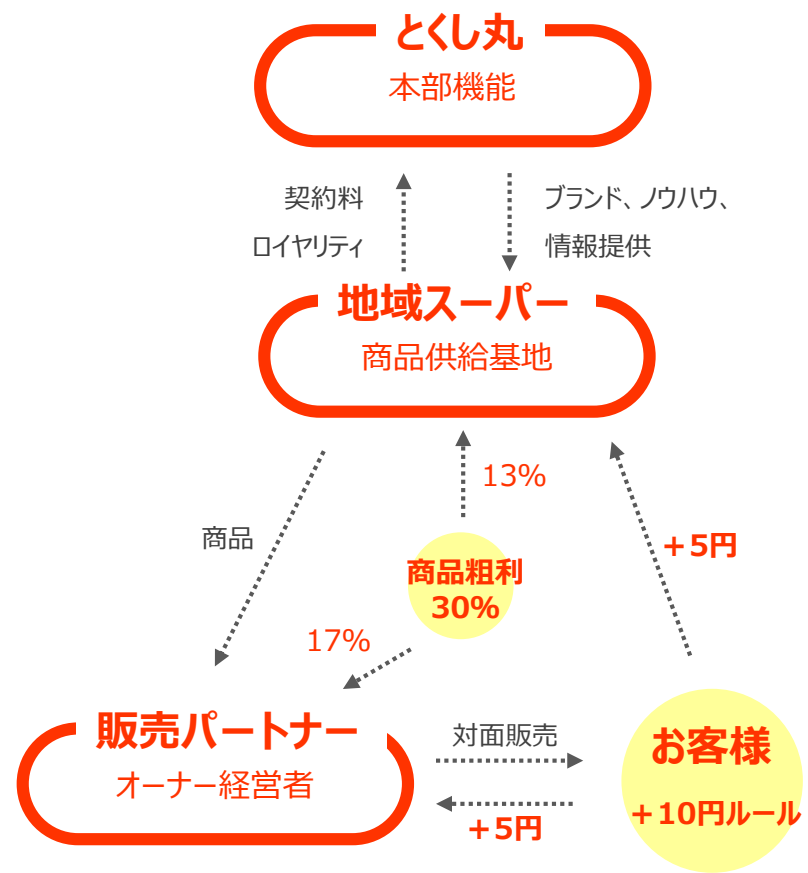 とくし丸
本部機能
契約料
ロイヤリティ
ブランド、ノウハウ、
情報提供
地域スーパー
商品供給基地
13%
商品
+5円
商品粗利
30%
17%
販売パートナー
オーナー経営者
対面販売
+5円
お客様
+10円ルール